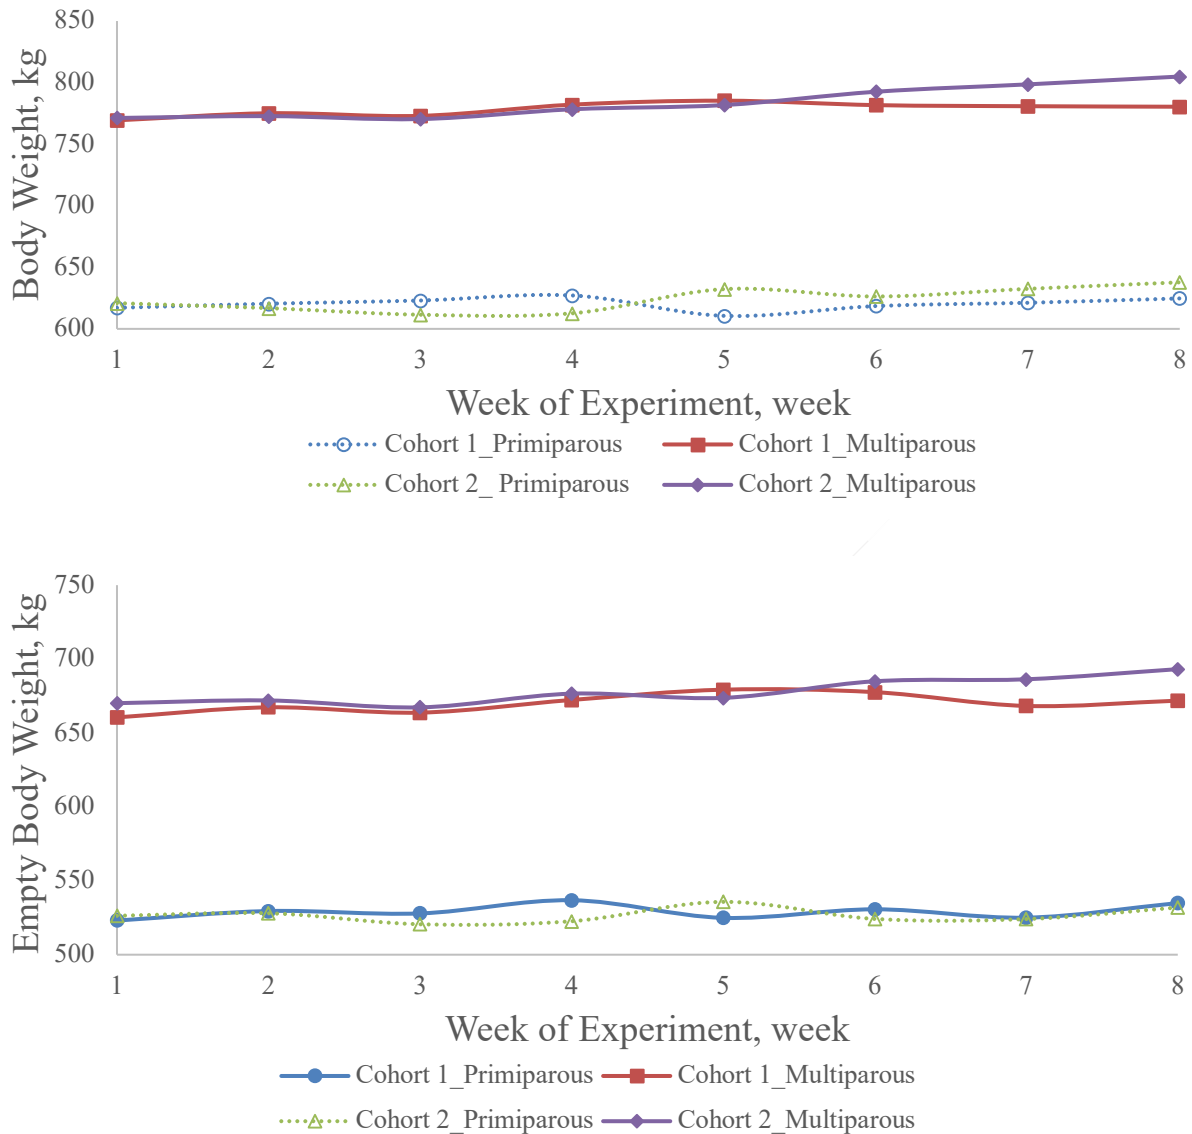 Body Weight, kg
850
800
750
700
650
600
1 2 3 4 5 6 7 8
Week of Experiment, week
Cohort 1_Primiparous Cohort 1_Multiparous
Cohort 2_ Primiparous Cohort 2_Multiparous
Empty Body Weight, kg
750
700
650
600
550
500
1 2 3 4 5 6 7 8
Week of Experiment, week
Cohort 1_Primiparous Cohort 1_Multiparous
Cohort 2_Primiparous Cohort 2_Multiparous